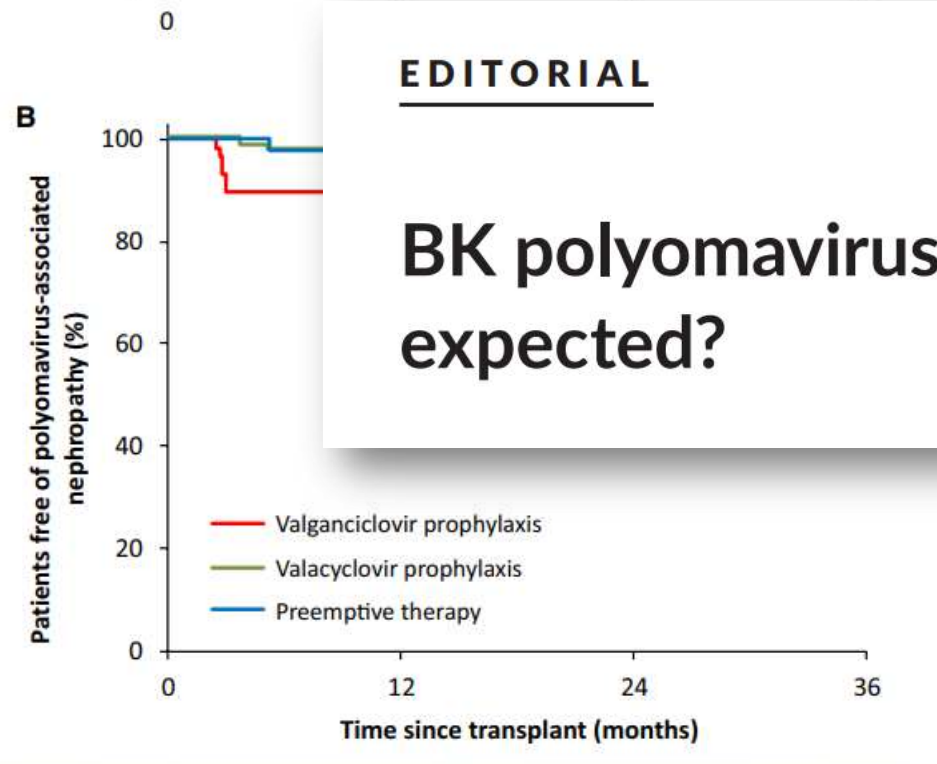 0
EDITORIAL
BK polyomavirus
expected?
B
Patients free of polyomavirus-associated
nephropathy (%)
100
80
60
40
20
0
Valganciclovir prophylaxis
Valacyclovir prophylaxis
Preemptive therapy
0 12 24 36
Time since transplant (months)